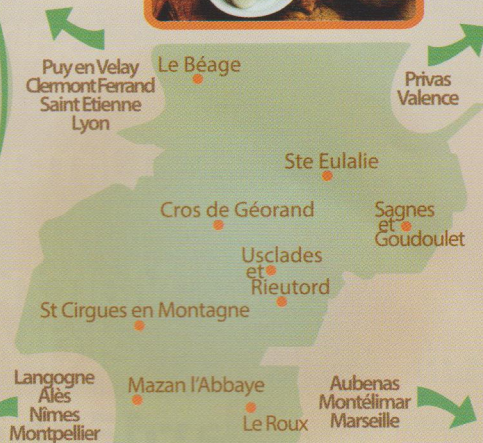 Puy en Velay
Clermont Ferrand
Saint Etienne
Lyon
Le Béage
Privas
Valence
Ste Eulalie
Cros de Géorand
Sagnes
et
Goudoulet
Usclades
et
Rieutord
St Cirgues en Montagne
Langogne
Alès
Nîmes
Montpellier
Mazan l'Abbaye
Le Roux
Aubenas
Montélimar
Marseille